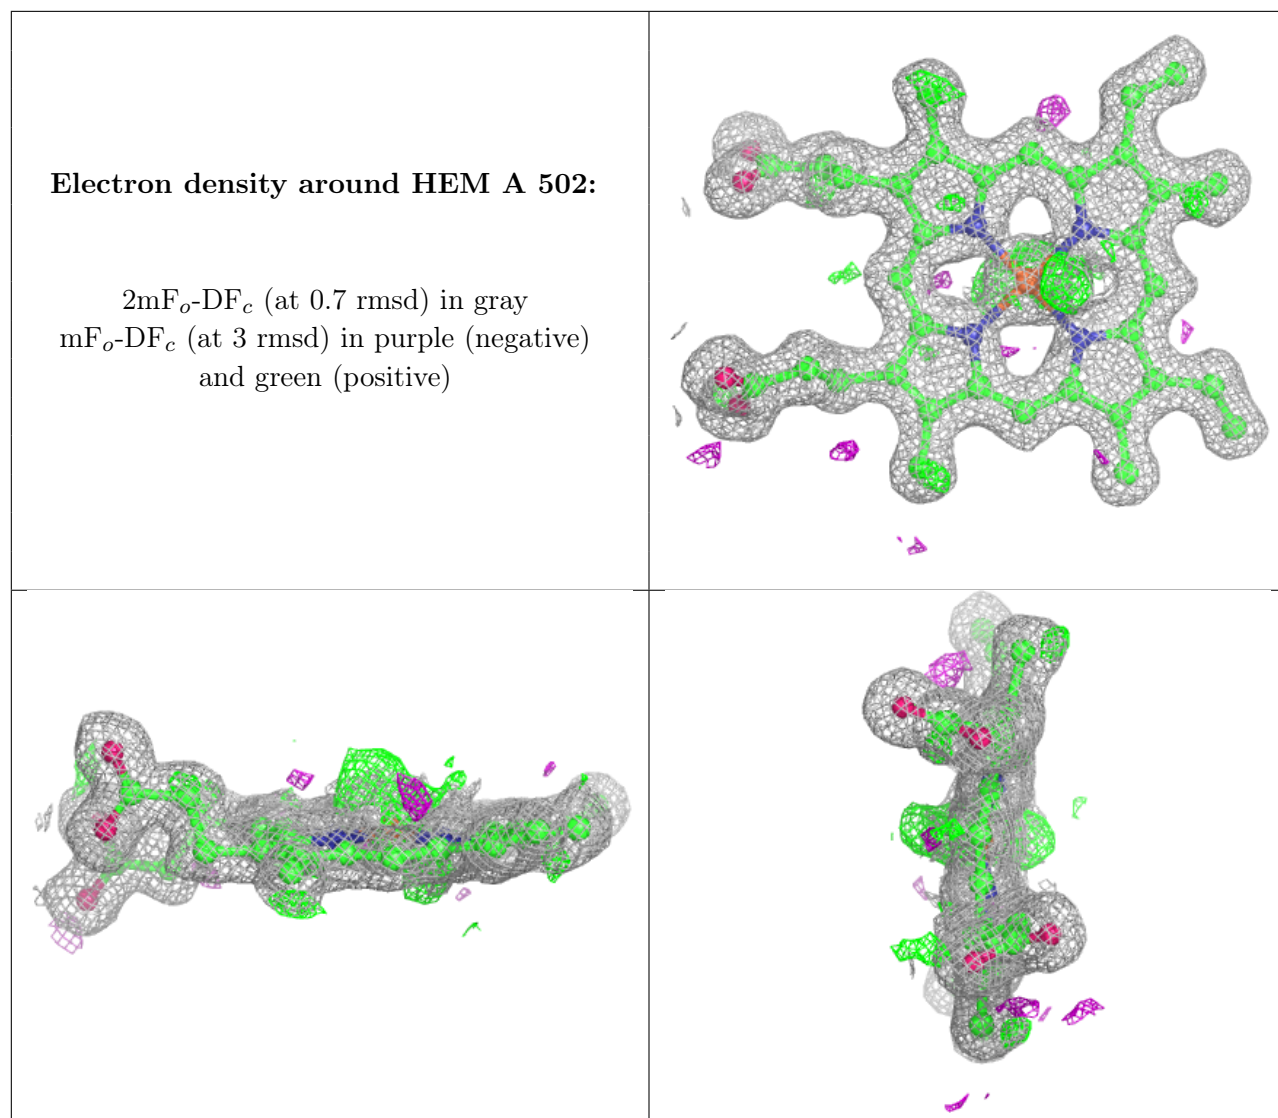 Electron density around HEM A 502:
2mFo-DFc (at 0.7 rmsd) in gray
mFo-DFc (at 3 rmsd) in purple (negative)
and green (positive)